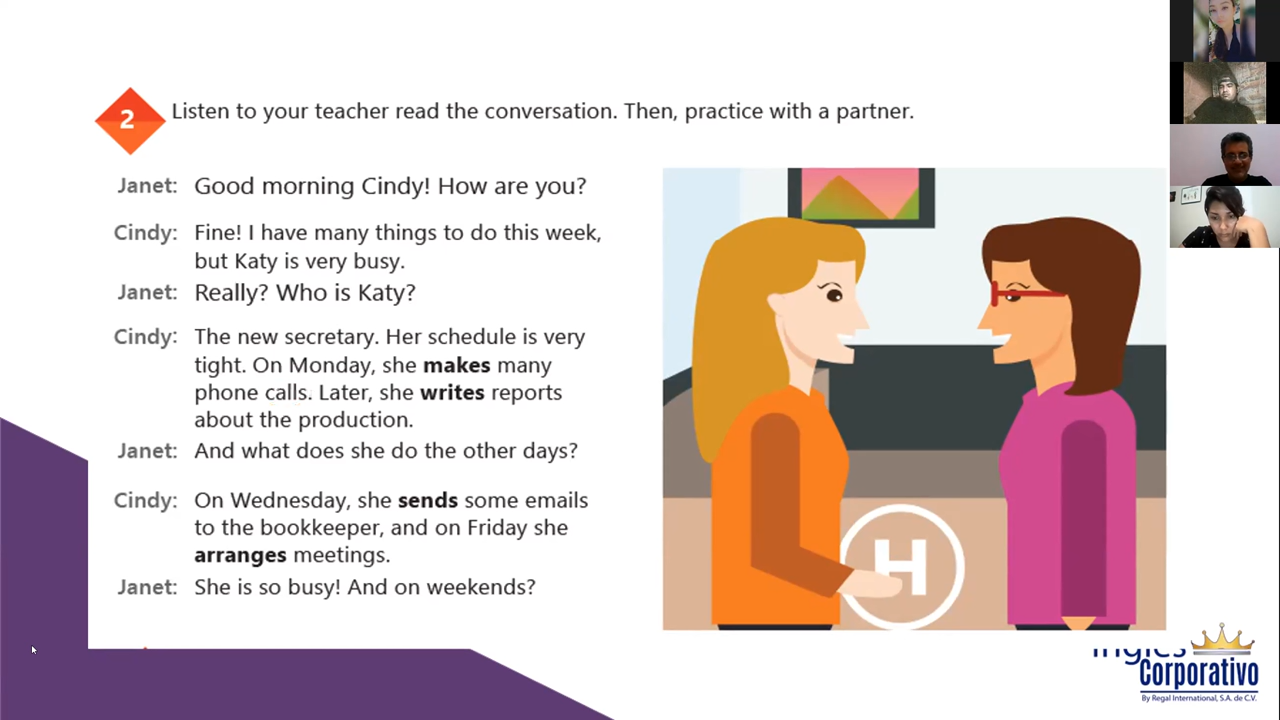 2
Listen to your teacher read the conversation. Then, practice with a partner.
Janet: Good morning Cindy! How are you?
Cindy: Fine! I have many things to do this week,
but Katy is very busy.
Janet: Really? Who is Katy?
Cindy: The new secretary. Her schedule is very
tight. On Monday, she makes many
phone calls. Later, she writes reports
about the production.
Janet: And what does she do the other days?
Cindy: On Wednesday, she sends some emails
to the bookkeeper, and on Friday she
arranges meetings.
Janet: She is so busy! And on weekends?
H
Inglés
Corporativo
By Regal International, S.A. de C.V.